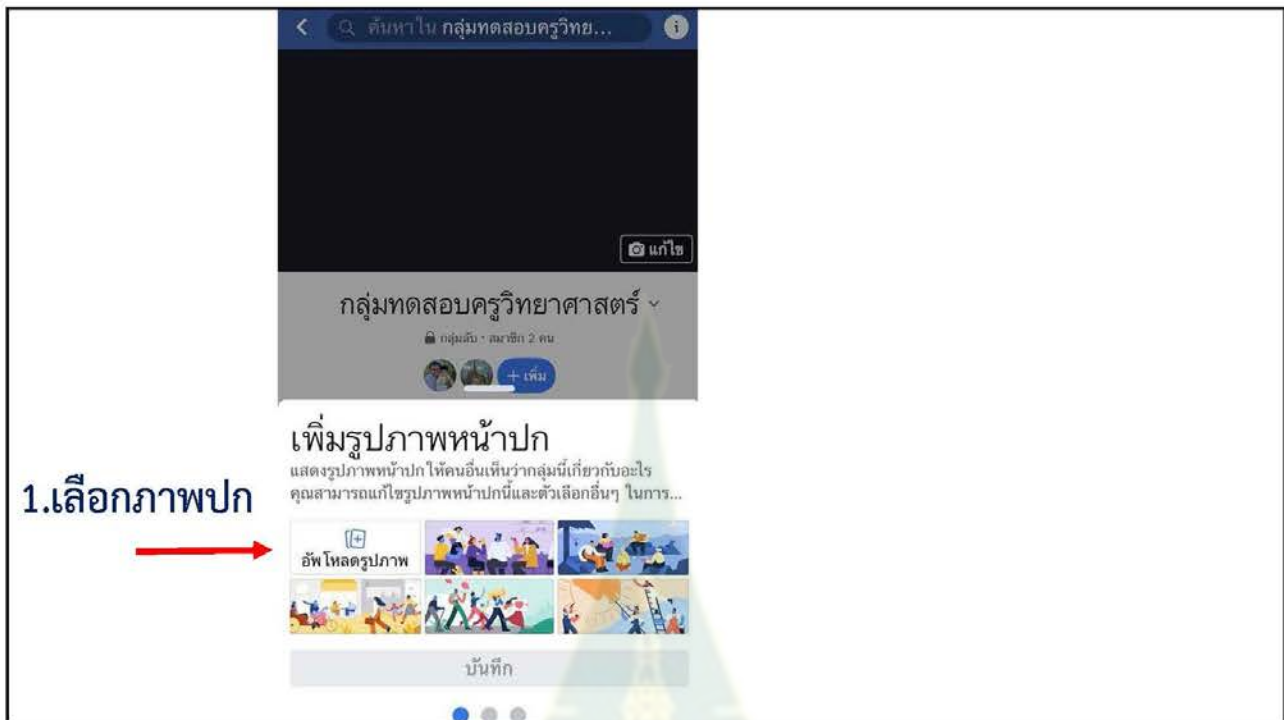 ค้นหาใน กลุ่มทดสอบครูวิทย...
แก้ไข
กลุ่มทดสอบครูวิทยาศาสตร์
กลุ่มลับ · สมาชิก 2 คน
+ เพิ่ม
เพิ่มรูปภาพหน้าปก
แสดงรูปภาพหน้าปกให้คนอื่นเห็นว่ากลุ่มนี้เกี่ยวกับอะไร
คุณสามารถแก้ไขรูปภาพหน้าปกนี้และตัวเลือกอื่นๆ ในการ...
1.เลือกภาพปก
อัพโหลดรูปภาพ
บันทึก